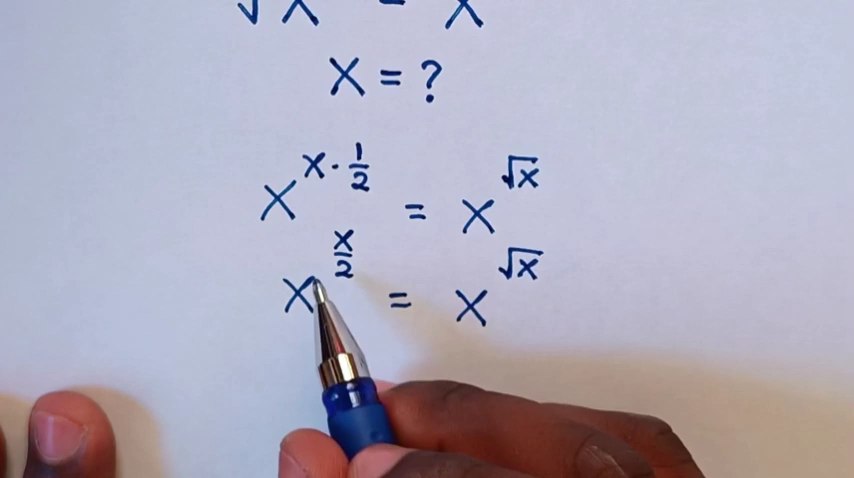 √X = X
X = ?
X^(x · 1/2) = X^(√x)
X^(x/2) = X^(√x)